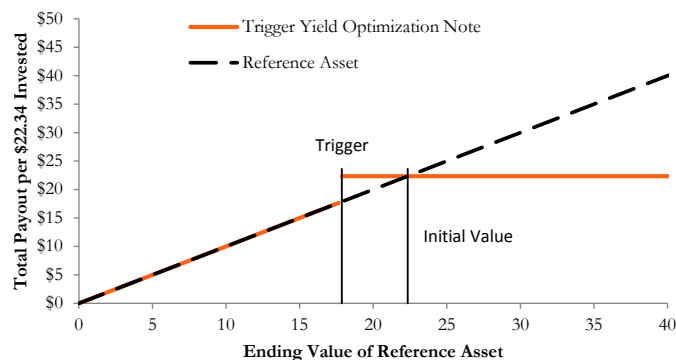 $50
$45
$40
$35
$30
$25
$20
$15
$10
$5
$0
Total Payout per $22.34 Invested
Trigger Yield Optimization Note
Reference Asset
Trigger
Initial Value
0 5 10 15 20 25 30 35 40
Ending Value of Reference Asset